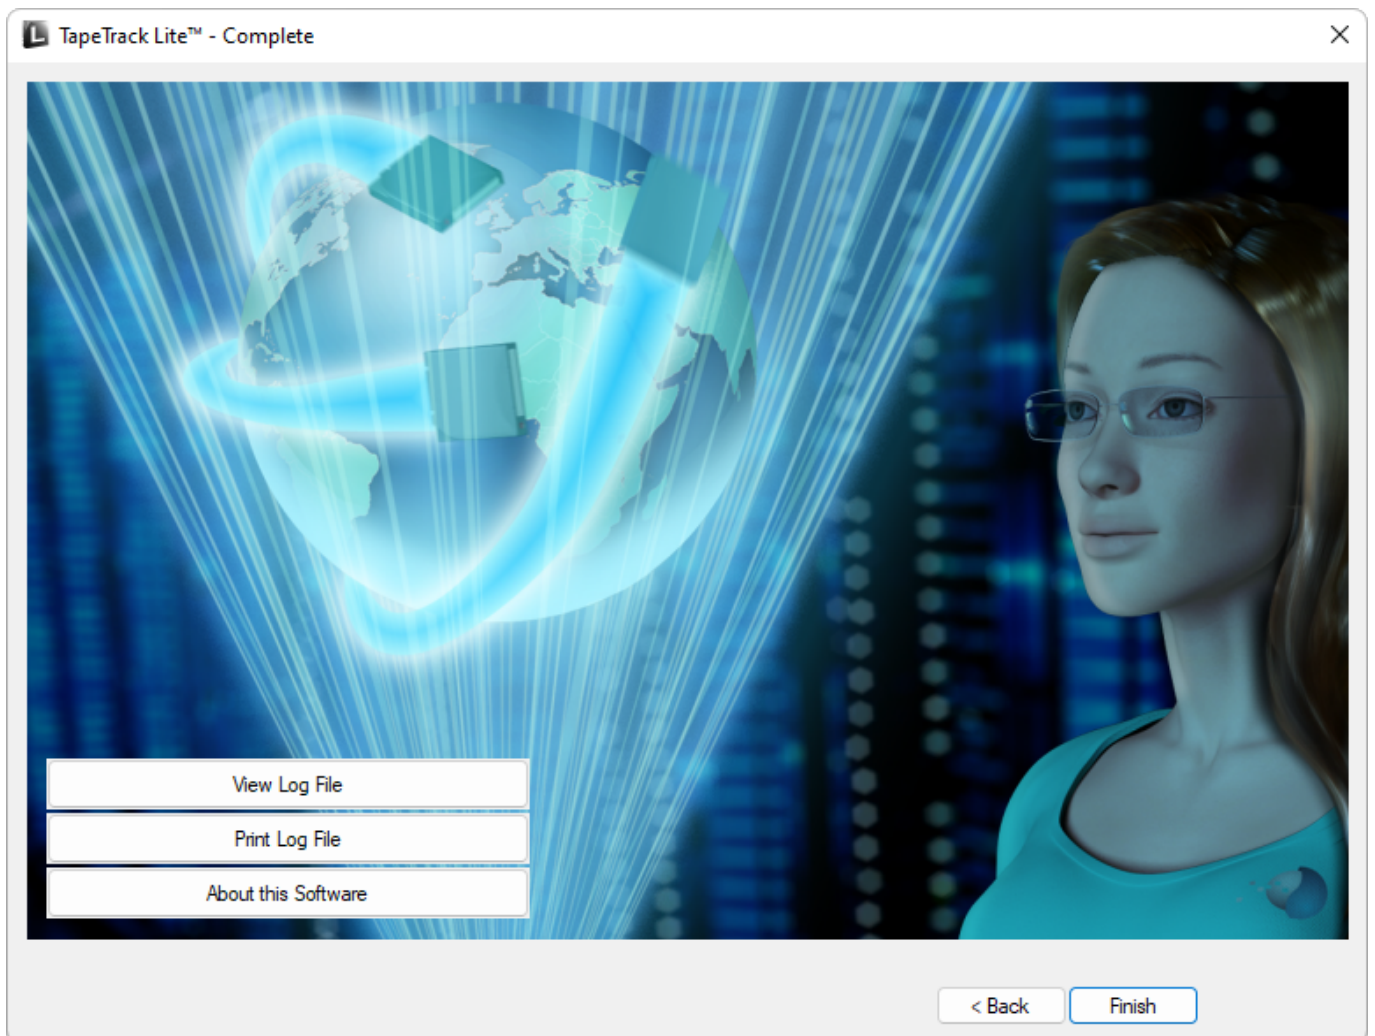 TapeTrack Lite™ - Complete
View Log File
Print Log File
About this Software
< Back
Finish